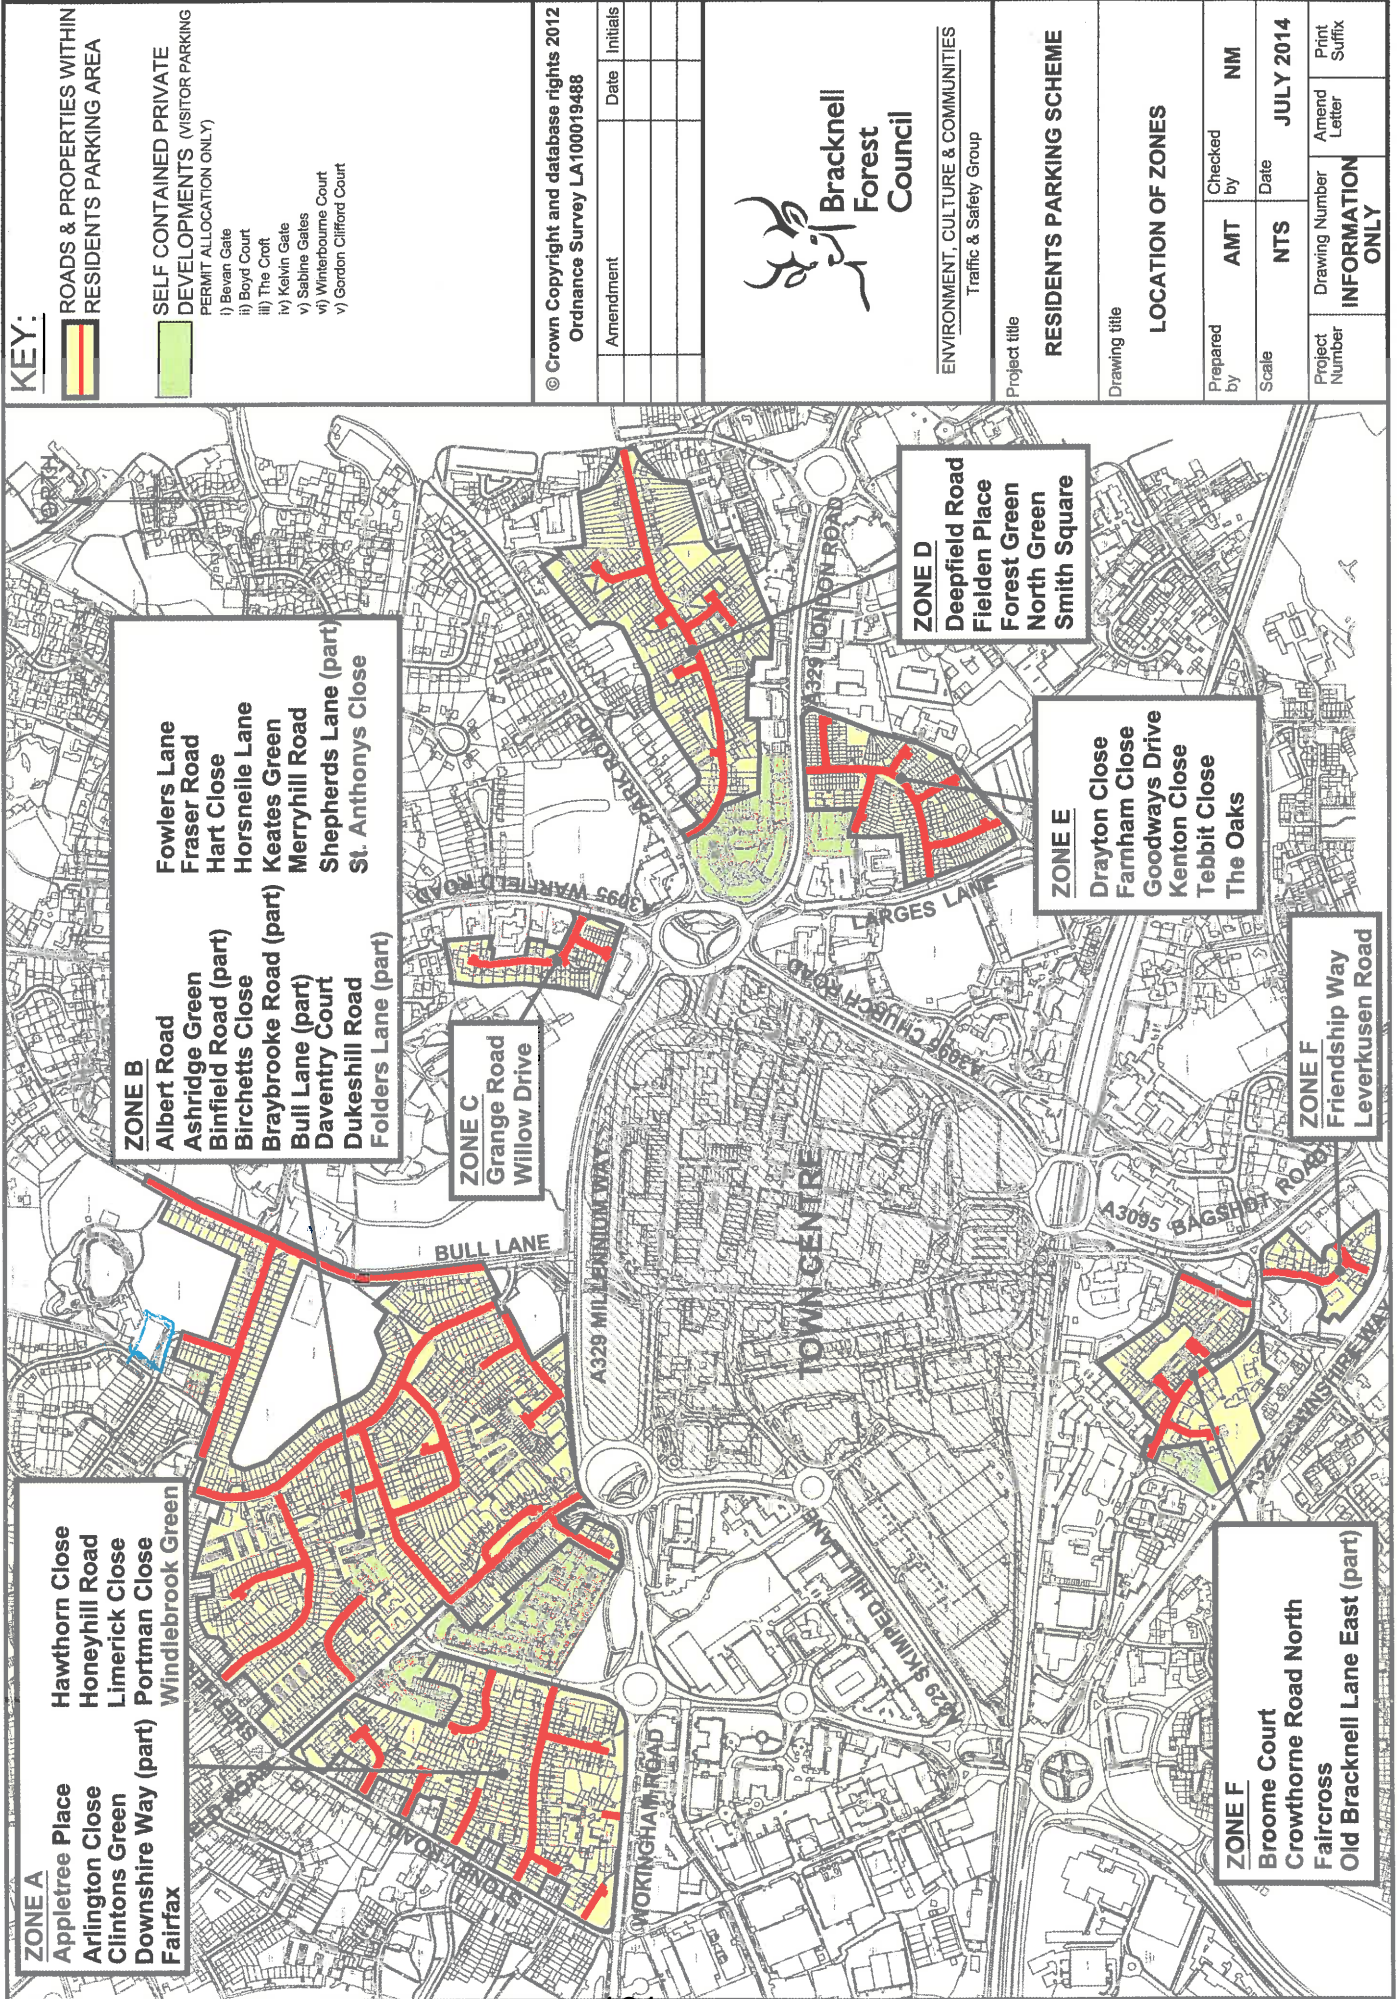 KEY:
ROADS & PROPERTIES WITHIN
RESIDENTS PARKING AREA
SELF CONTAINED PRIVATE
DEVELOPMENTS (VISITOR PARKING
PERMIT ALLOCATION ONLY)
i) Bevan Gate
ii) Boyd Court
iii) The Croft
iv) Kelvin Gate
v) Sabine Gates
vi) Winterbourne Court
v) Gordon Clifford Court
© Crown Copyright and database rights 2012
Ordnance Survey LA100019488
Amendment Date Initials
Bracknell
Forest
Council
ENVIRONMENT, CULTURE & COMMUNITIES
Traffic & Safety Group
Project title
RESIDENTS PARKING SCHEME
Drawing title
LOCATION OF ZONES
Prepared by AMT Checked by NM
Scale NTS Date JULY 2014
Project Number Drawing Number Amend Letter Print Suffix
INFORMATION
ONLY
NORTH
ZONE A
Appletree Place
Arlington Close
Clintons Green
Downshire Way (part)
Fairfax
Hawthorn Close
Honeyhill Road
Limerick Close
Portman Close
Windlebrook Green
ZONE B
Albert Road
Ashridge Green
Binfield Road (part)
Birchetts Close
Braybrooke Road (part)
Bull Lane (part)
Daventry Court
Dukeshill Road
Folders Lane (part)
Fowlers Lane
Fraser Road
Hart Close
Horsneile Lane
Keates Green
Merryhill Road
Shepherds Lane (part)
St. Anthonys Close
ZONE C
Grange Road
Willow Drive
ZONE D
Deepfield Road
Fielden Place
Forest Green
North Green
Smith Square
ZONE E
Drayton Close
Farnham Close
Goodways Drive
Kenton Close
Tebbit Close
The Oaks
ZONE F
Friendship Way
Leverkusen Road
ZONE F
Broome Court
Crowthorne Road North
Faircross
Old Bracknell Lane East (part)
BULL LANE
A329 MILLENNIUM WAY
TOWN CENTRE
A3095 WARFIELD ROAD
PARK ROAD
A329 LONDON ROAD
LARGES LANE
A3095 CHURCH ROAD
A3095 BAGSHOT ROAD
A322 DOWNSHIRE WAY
A329 SKIMPED HILL LANE
WOKINGHAM ROAD
STONEY ROAD